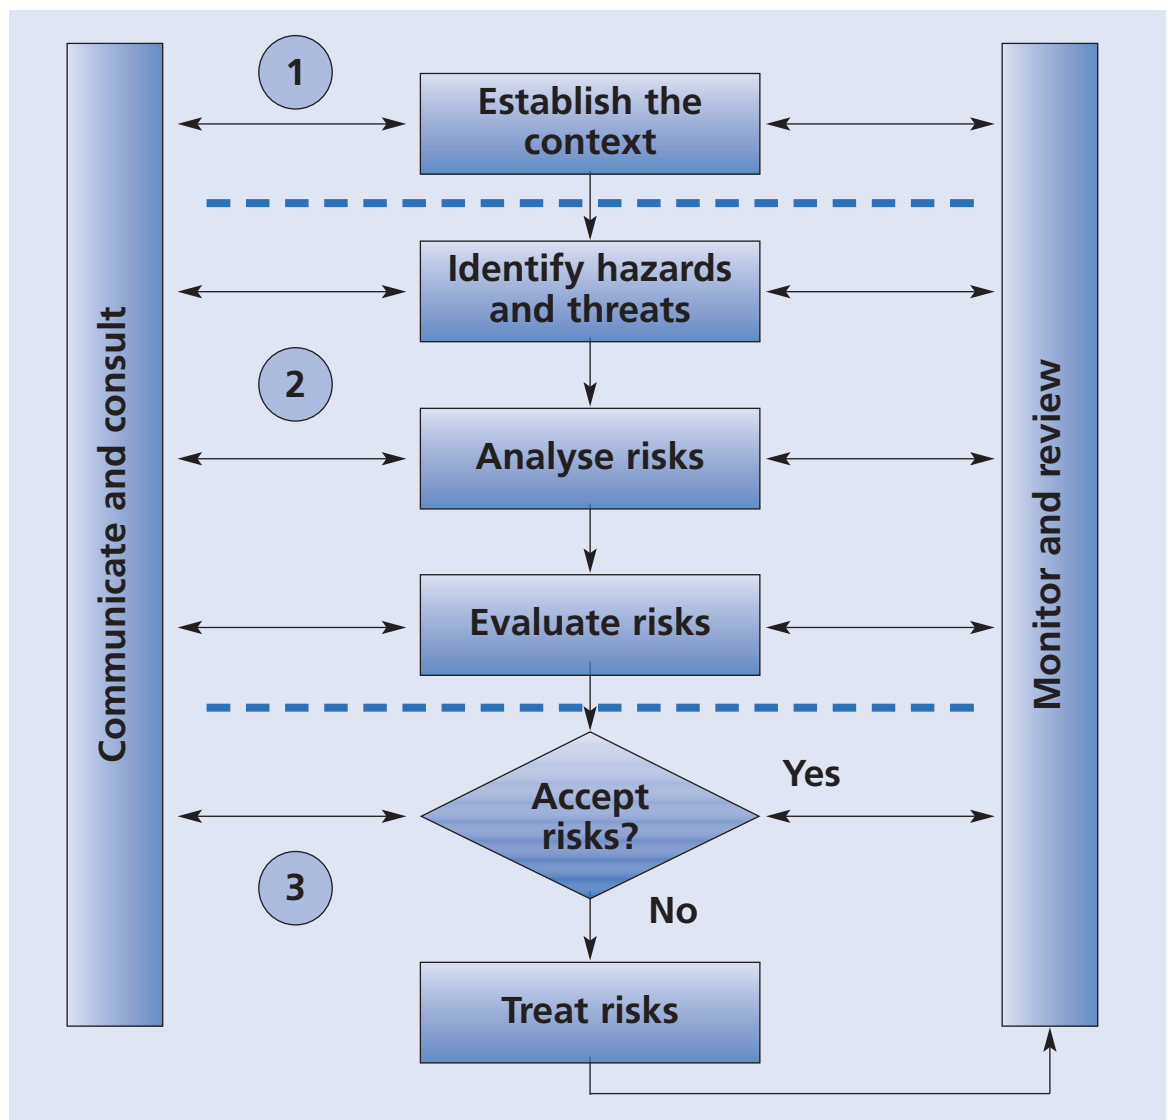 1
Establish the
context
Identify hazards
and threats
2
Analyse risks
Evaluate risks
Communicate and consult
Monitor and review
Accept
risks?
Yes
3
No
Treat risks